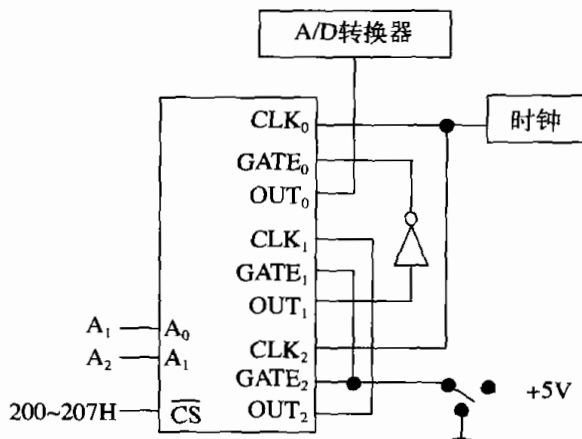 A/D转换器
时钟
CLK₀
GATE₀
OUT₀
CLK₁
GATE₁
OUT₁
CLK₂
GATE₂
OUT₂
A₁ A₀
A₂ A₁
200~207H C̅S̅
+5V